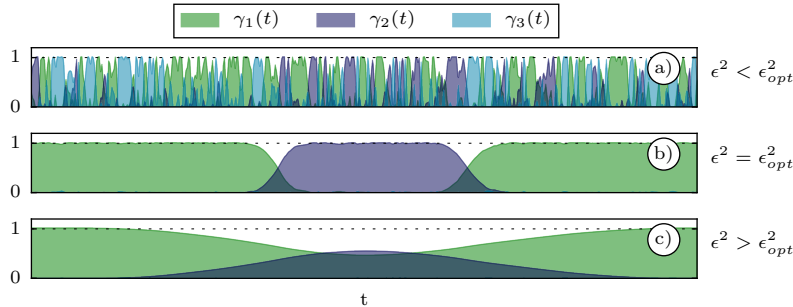 γ₁(t) γ₂(t) γ₃(t)
1
0
a)
ϵ² < ϵ²ₒₚₜ
1
0
b)
ϵ² = ϵ²ₒₚₜ
1
0
c)
ϵ² > ϵ²ₒₚₜ
t